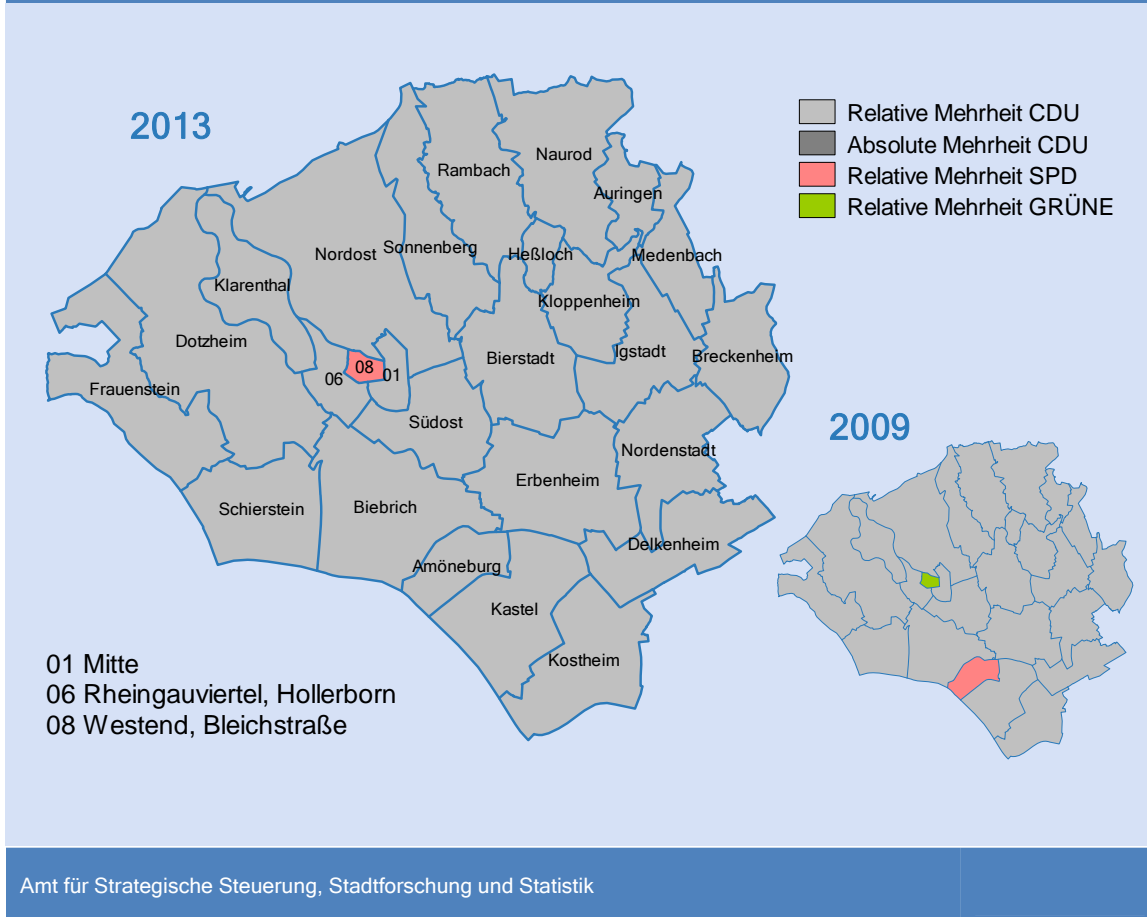 2013
Relative Mehrheit CDU
Absolute Mehrheit CDU
Relative Mehrheit SPD
Relative Mehrheit GRÜNE
Naurod
Rambach
Auringen
Nordost
Sonnenberg
Heßloch
Medenbach
Klarenthal
Kloppenheim
Dotzheim
Igstadt
Bierstadt
Breckenheim
08
01
06
Frauenstein
Südost
2009
Nordenstadt
Erbenheim
Schierstein
Biebrich
Delkenheim
Amöneburg
Kastel
Kostheim
01 Mitte
06 Rheingauviertel, Hollerborn
08 Westend, Bleichstraße
Amt für Strategische Steuerung, Stadtforschung und Statistik